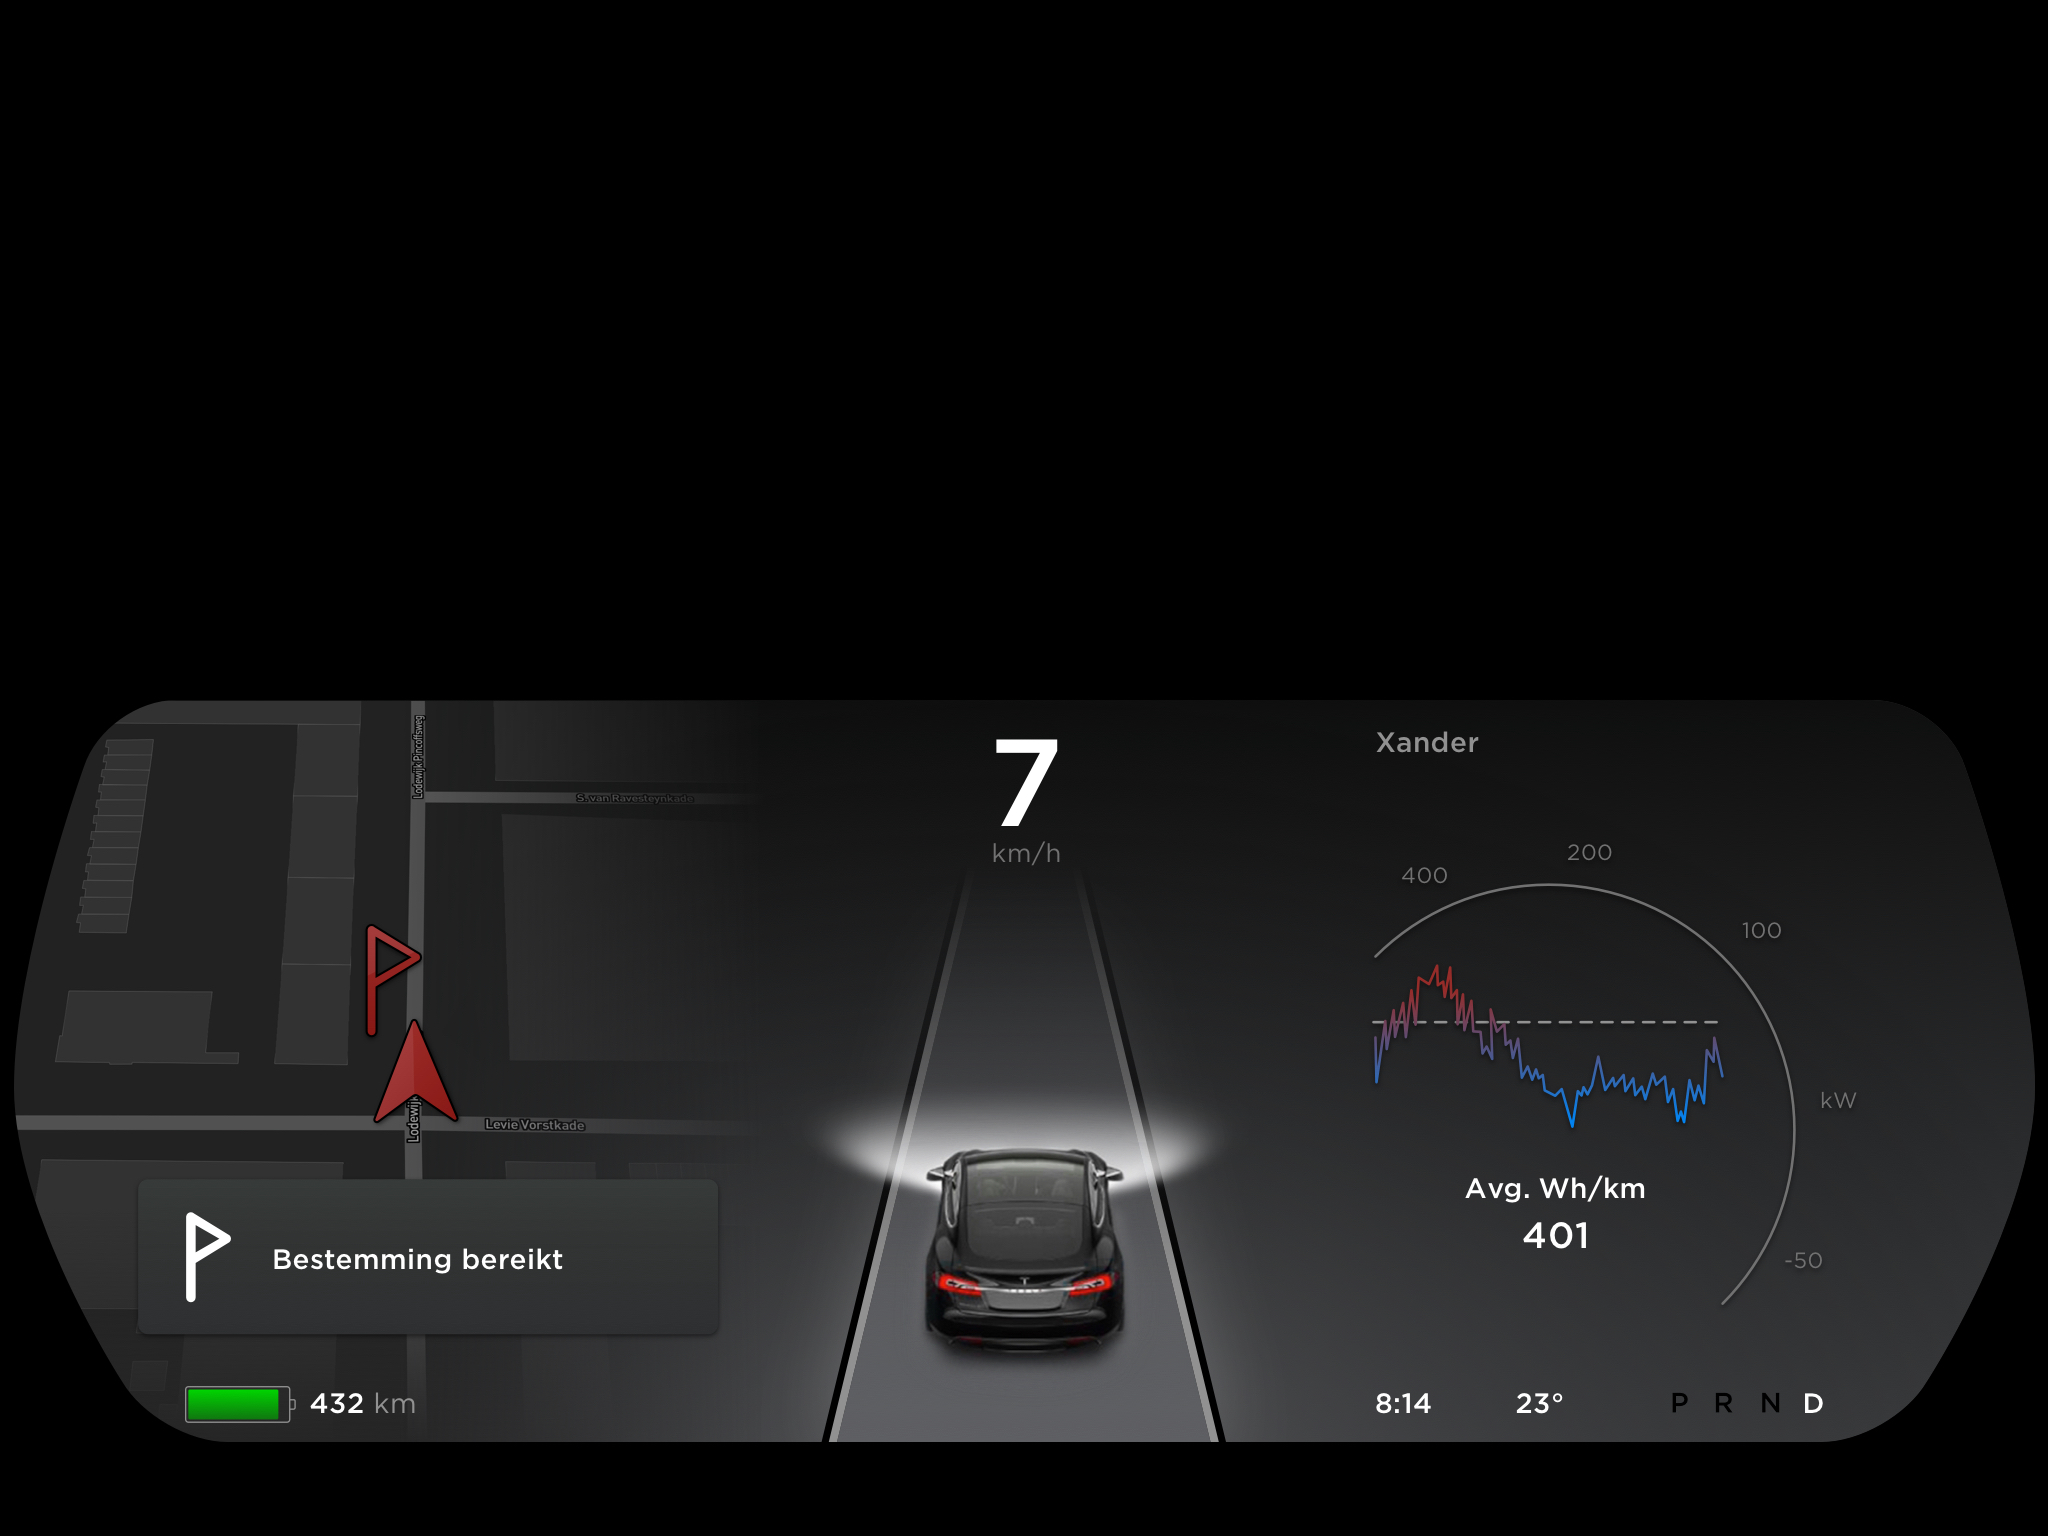 Lodewijk Pincoffsweg
S. van Ravesteynkade
Lodewijk
Levie Vorstkade
Bestemming bereikt
432 km
7
km/h
Xander
400
200
100
kW
-50
Avg. Wh/km
401
8:14
23°
P R N D